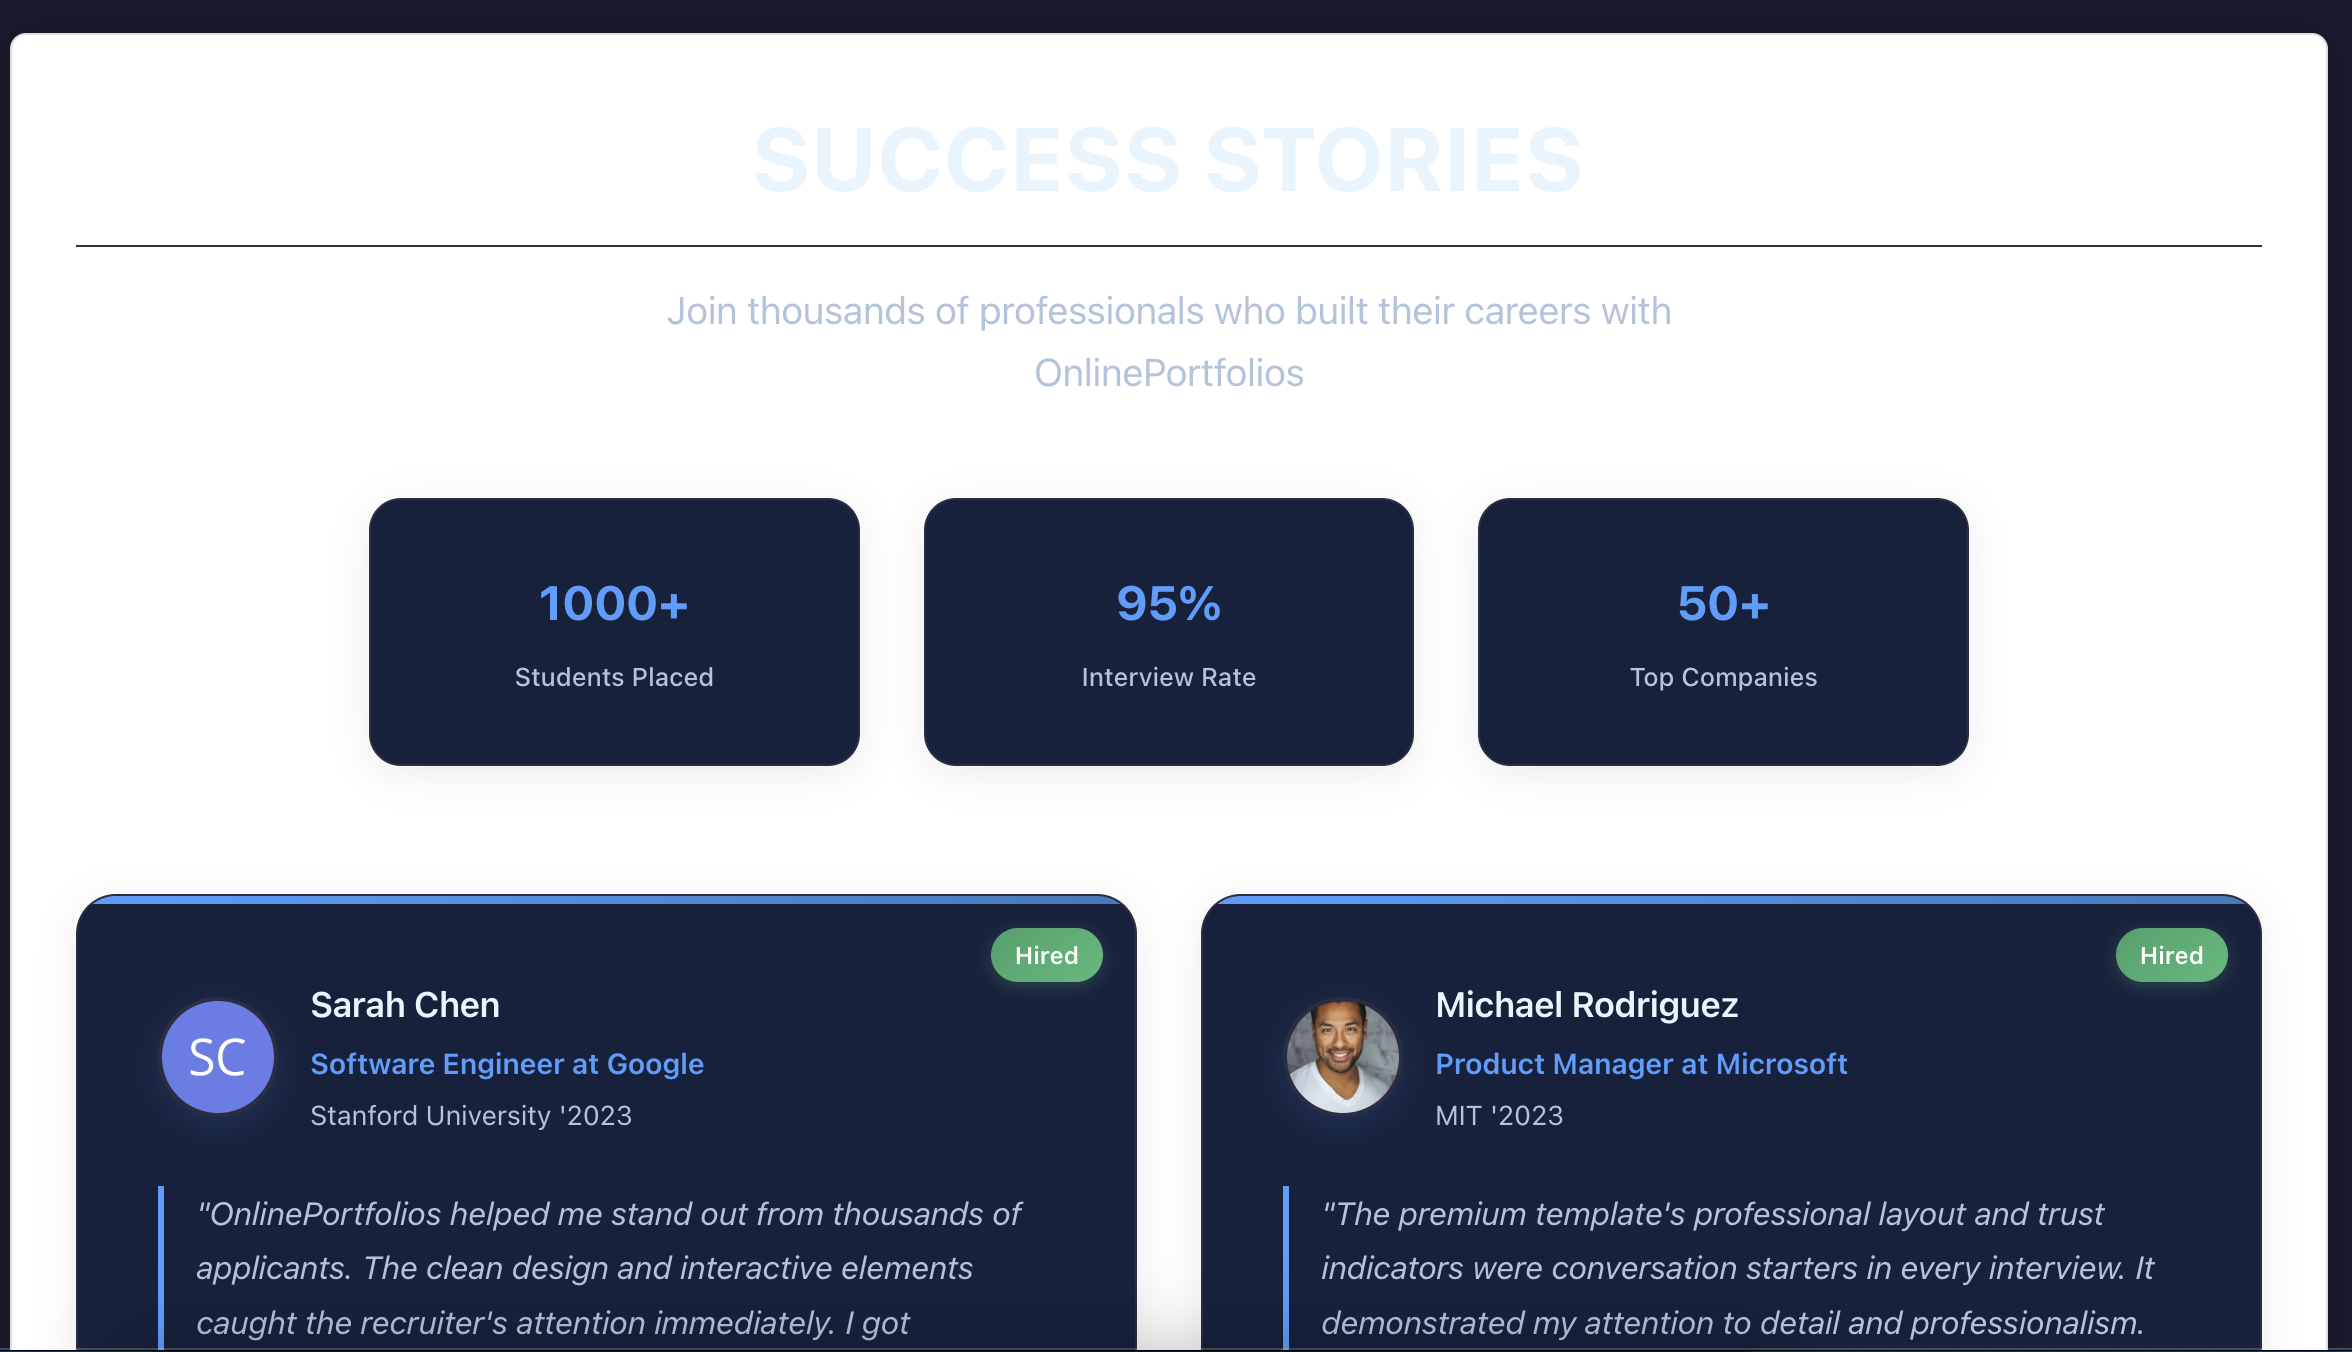 SUCCESS STORIES
Join thousands of professionals who built their careers with
OnlinePortfolios
1000+
Students Placed
95%
Interview Rate
50+
Top Companies
Hired
SC
Sarah Chen
Software Engineer at Google
Stanford University '2023
"OnlinePortfolios helped me stand out from thousands of
applicants. The clean design and interactive elements
caught the recruiter's attention immediately. I got
Hired
Michael Rodriguez
Product Manager at Microsoft
MIT '2023
"The premium template's professional layout and trust
indicators were conversation starters in every interview. It
demonstrated my attention to detail and professionalism.